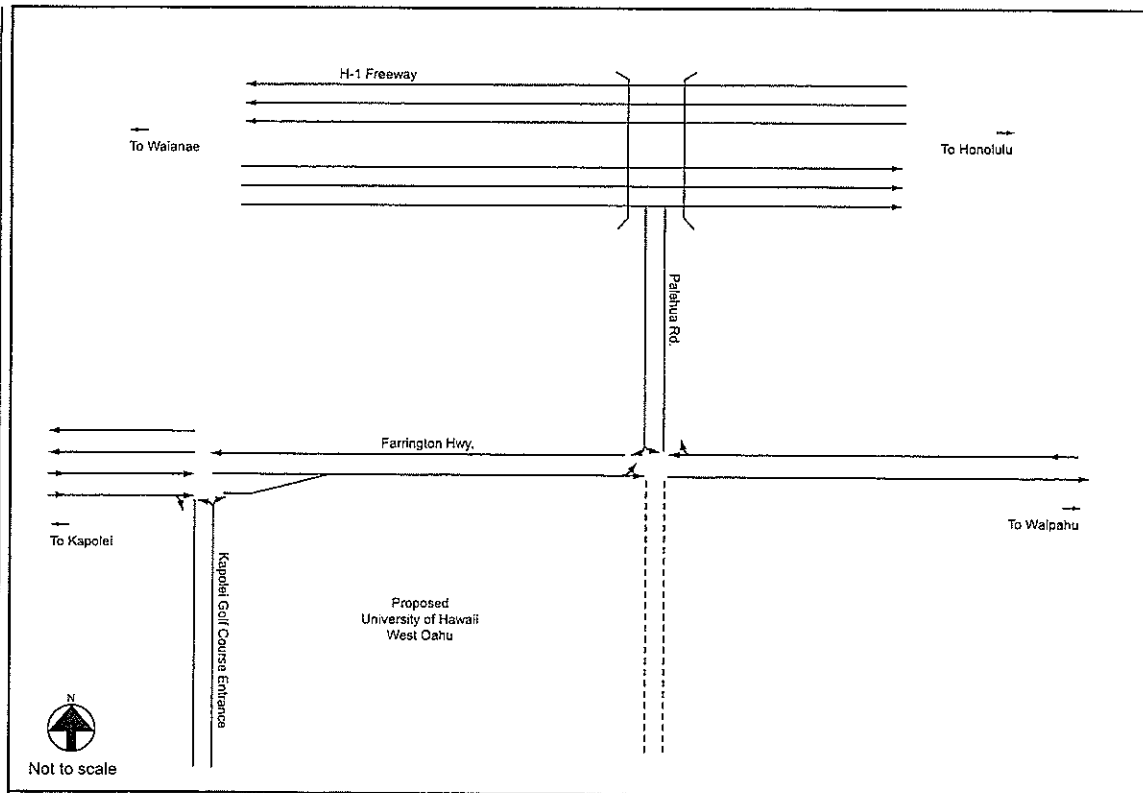 H-1 Freeway
To Waianae
To Honolulu
Palehua Rd.
Farrington Hwy.
To Kapolei
To Waipahu
Kapolei Golf Course Entrance
Proposed
University of Hawaii
West Oahu
N
Not to scale